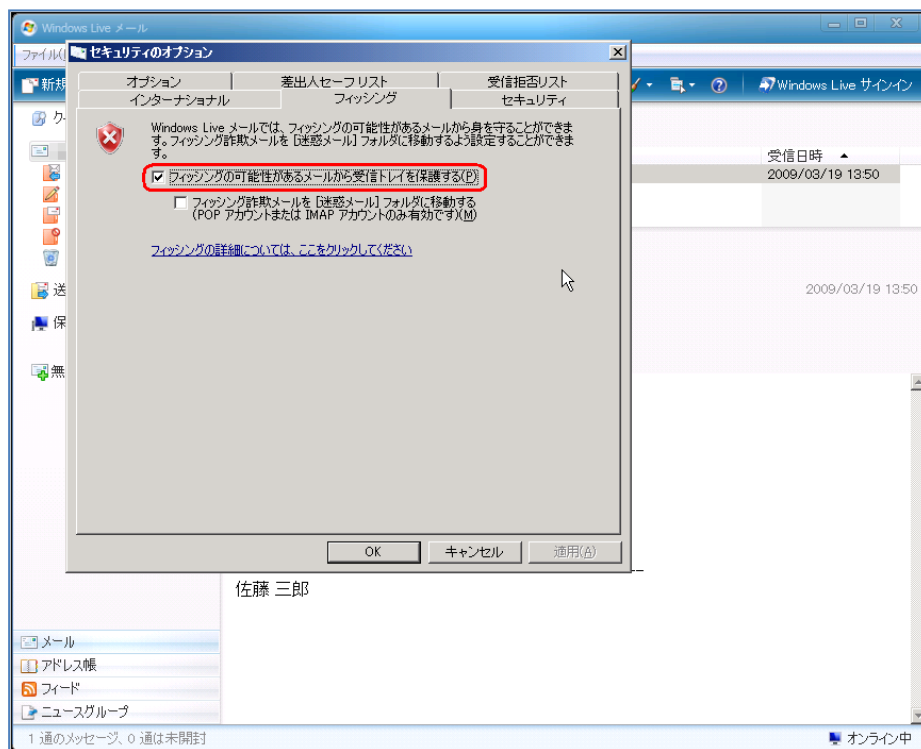 Windows Live メール
ファイル(
セキュリティのオプション
新規
Windows Live サインイン
オプション
差出人セーフリスト
受信拒否リスト
インターナショナル
フィッシング
セキュリティ
Windows Live メールでは、フィッシングの可能性があるメールから身を守ることができま
す。フィッシング詐欺メールを [迷惑メール] フォルダに移動するよう設定することができま
す。
フィッシングの可能性があるメールから受信トレイを保護する(P)
フィッシング詐欺メールを [迷惑メール] フォルダに移動する
(POP アカウントまたは IMAP アカウントのみ有効です)(M)
フィッシングの詳細については、ここをクリックしてください
OK
キャンセル
適用(A)
受信日時
2009/03/19 13:50
2009/03/19 13:50
ク
送
保
無
佐藤 三郎
メール
アドレス帳
フィード
ニュースグループ
1 通のメッセージ、0 通は未開封
オンライン中